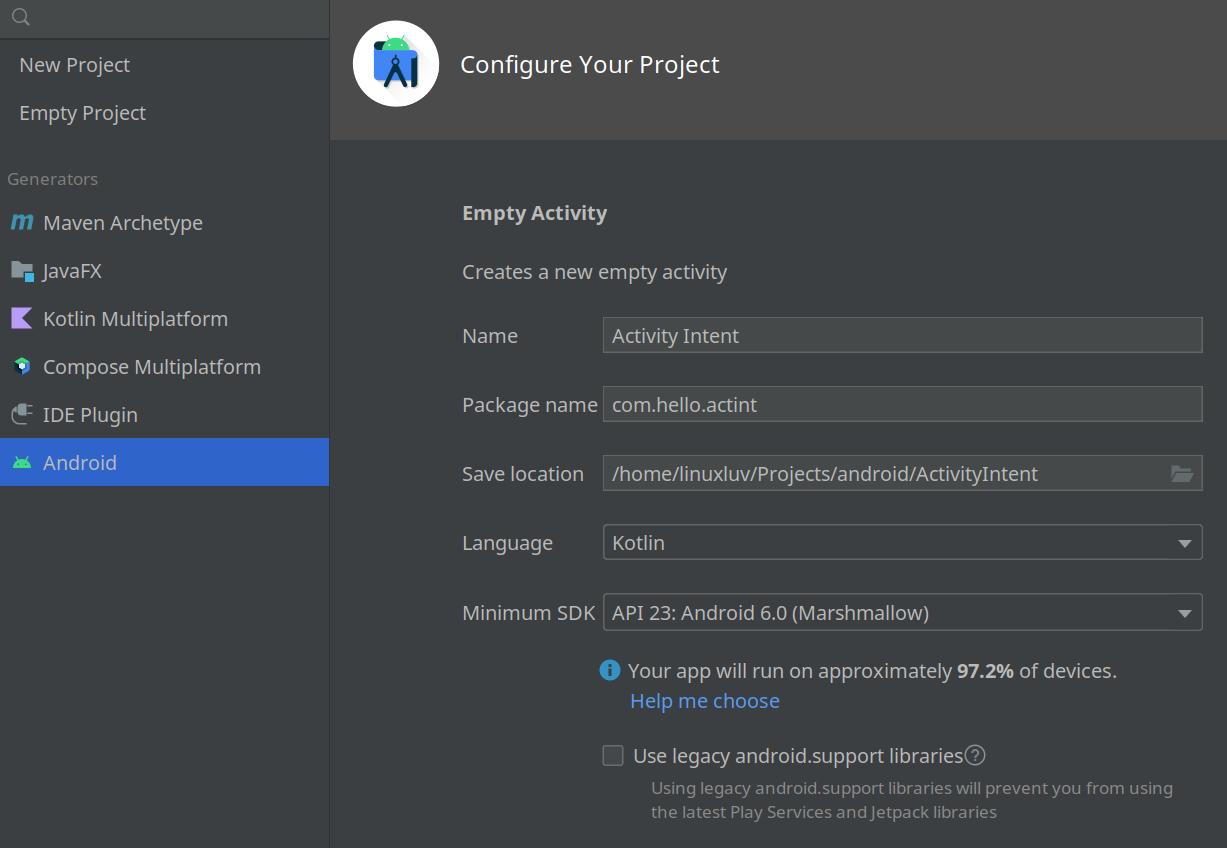 New Project
Empty Project
Generators
Maven Archetype
JavaFX
Kotlin Multiplatform
Compose Multiplatform
IDE Plugin
Android
Configure Your Project
Empty Activity
Creates a new empty activity
Name Activity Intent
Package name com.hello.actint
Save location /home/linuxluv/Projects/android/ActivityIntent
Language Kotlin
Minimum SDK API 23: Android 6.0 (Marshmallow)
Your app will run on approximately 97.2% of devices.
Help me choose
Use legacy android.support libraries
Using legacy android.support libraries will prevent you from using
the latest Play Services and Jetpack libraries